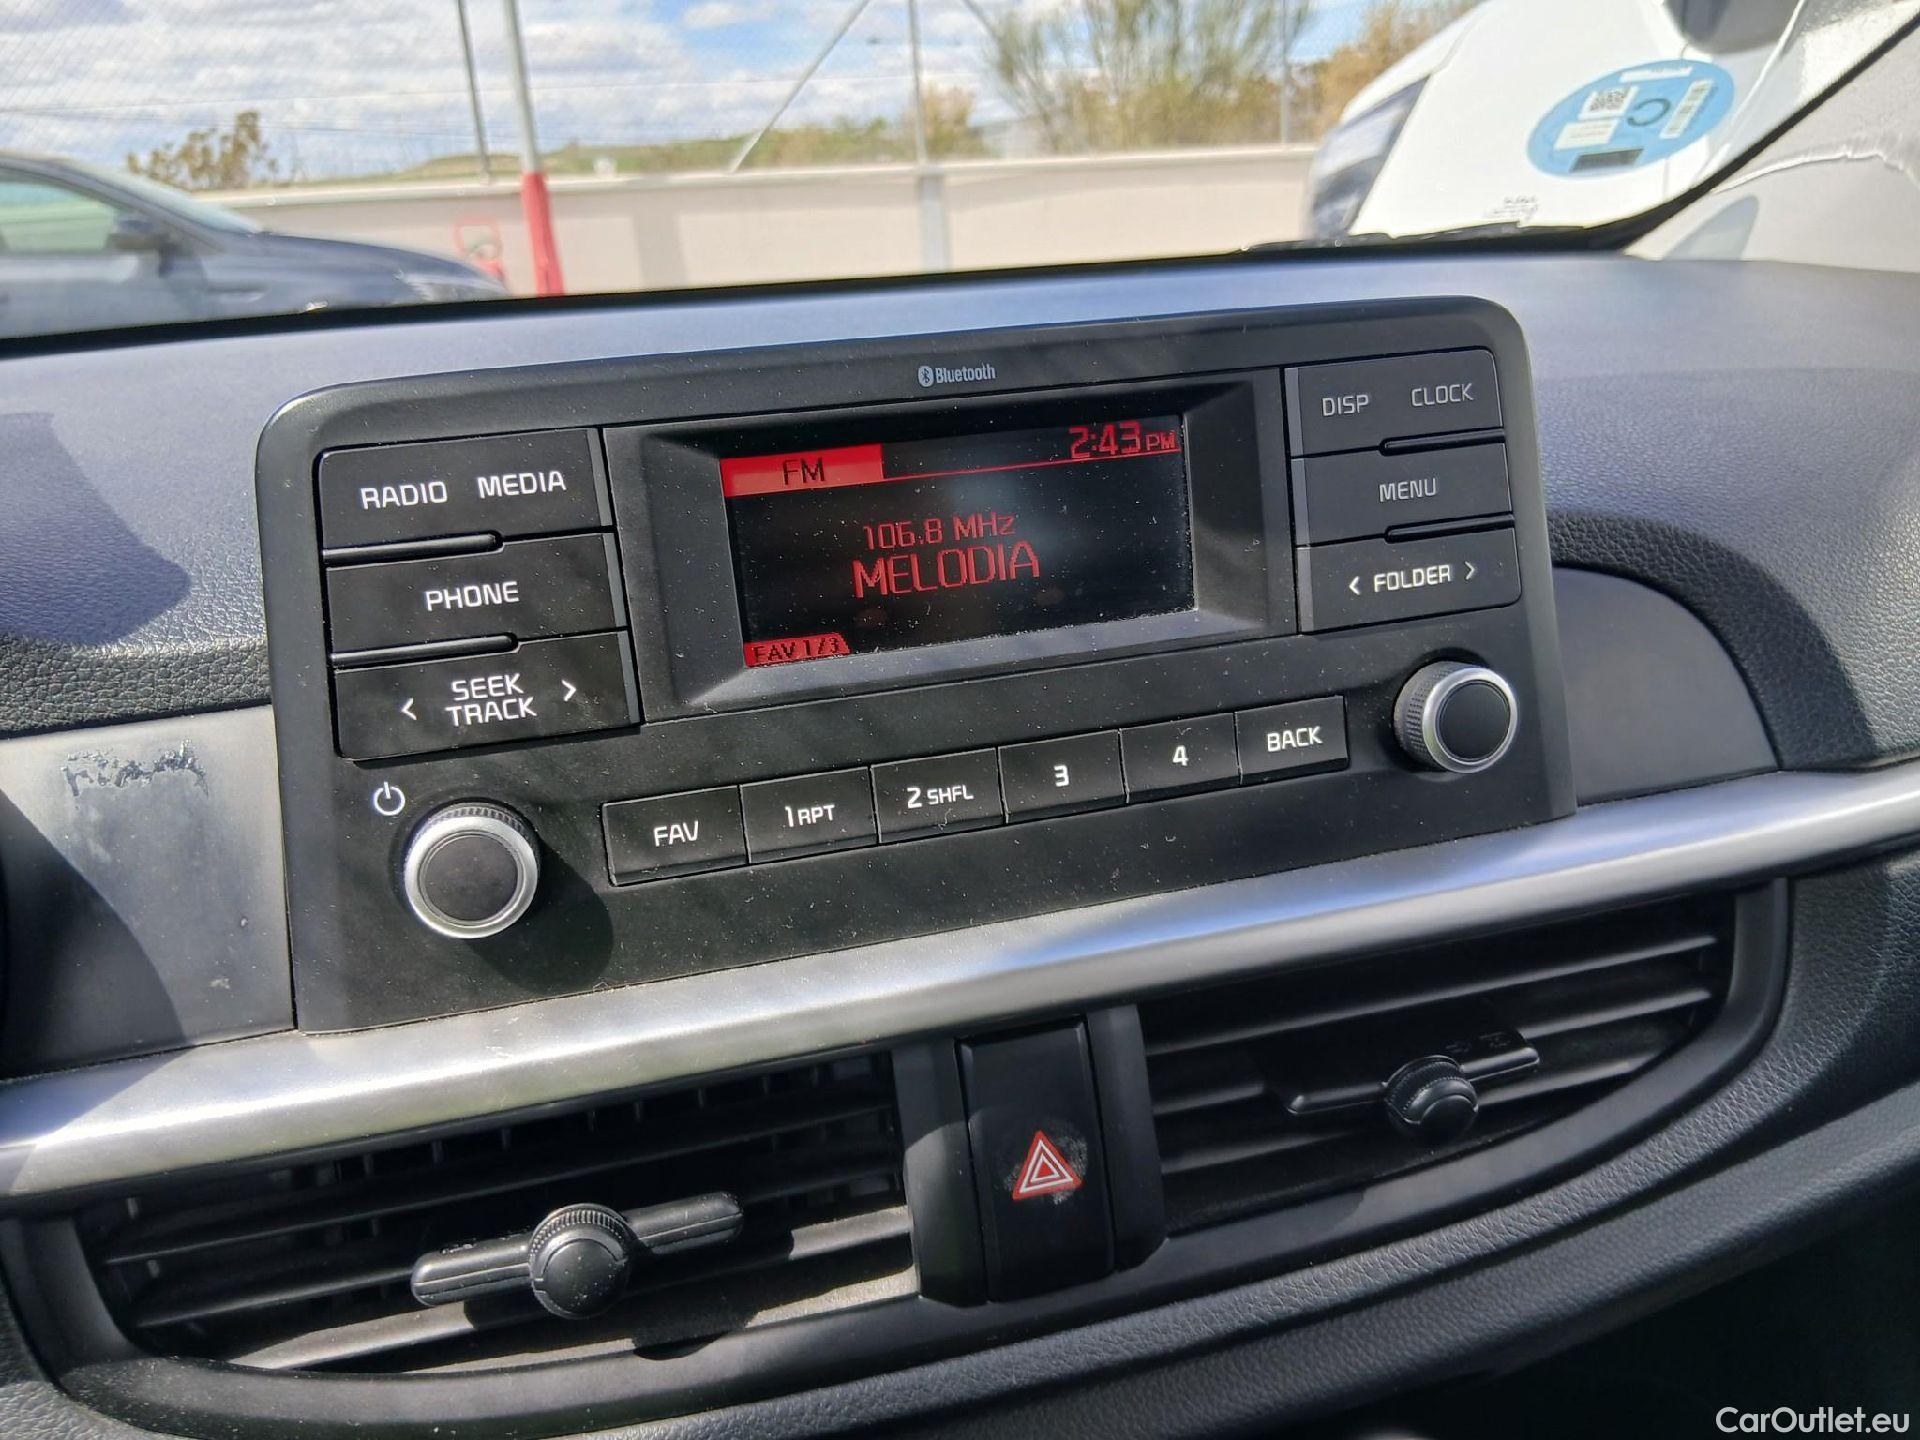 Bluetooth
RADIO MEDIA
PHONE
< SEEK >
TRACK
FM
2:43 PM
106.8 MHz
MELODIA
FAV 1/3
DISP CLOCK
MENU
< FOLDER >
FAV
1 RPT
2 SHFL
3
4
BACK
C
CarOutlet.eu